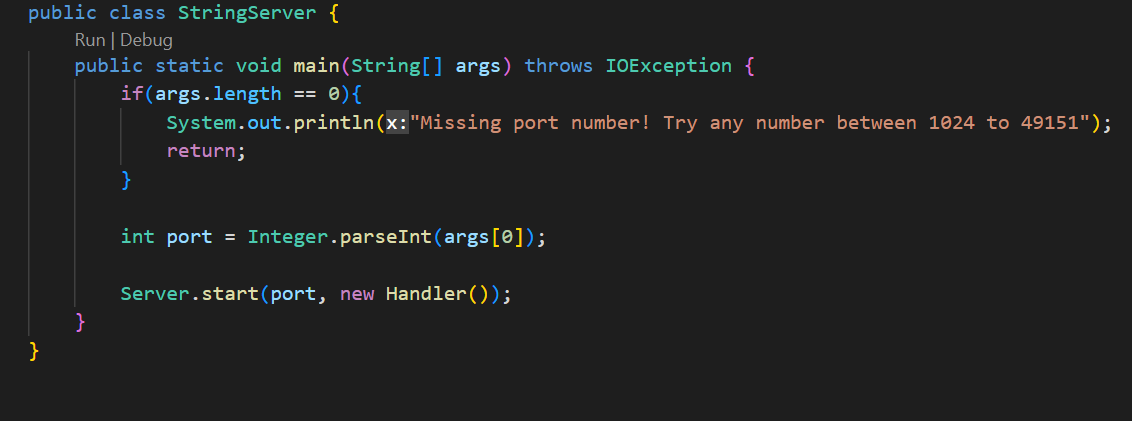 public class StringServer {
Run | Debug
public static void main(String[] args) throws IOException {
if(args.length == 0){
System.out.println(x:"Missing port number! Try any number between 1024 to 49151");
return;
}
int port = Integer.parseInt(args[0]);
Server.start(port, new Handler());
}
}